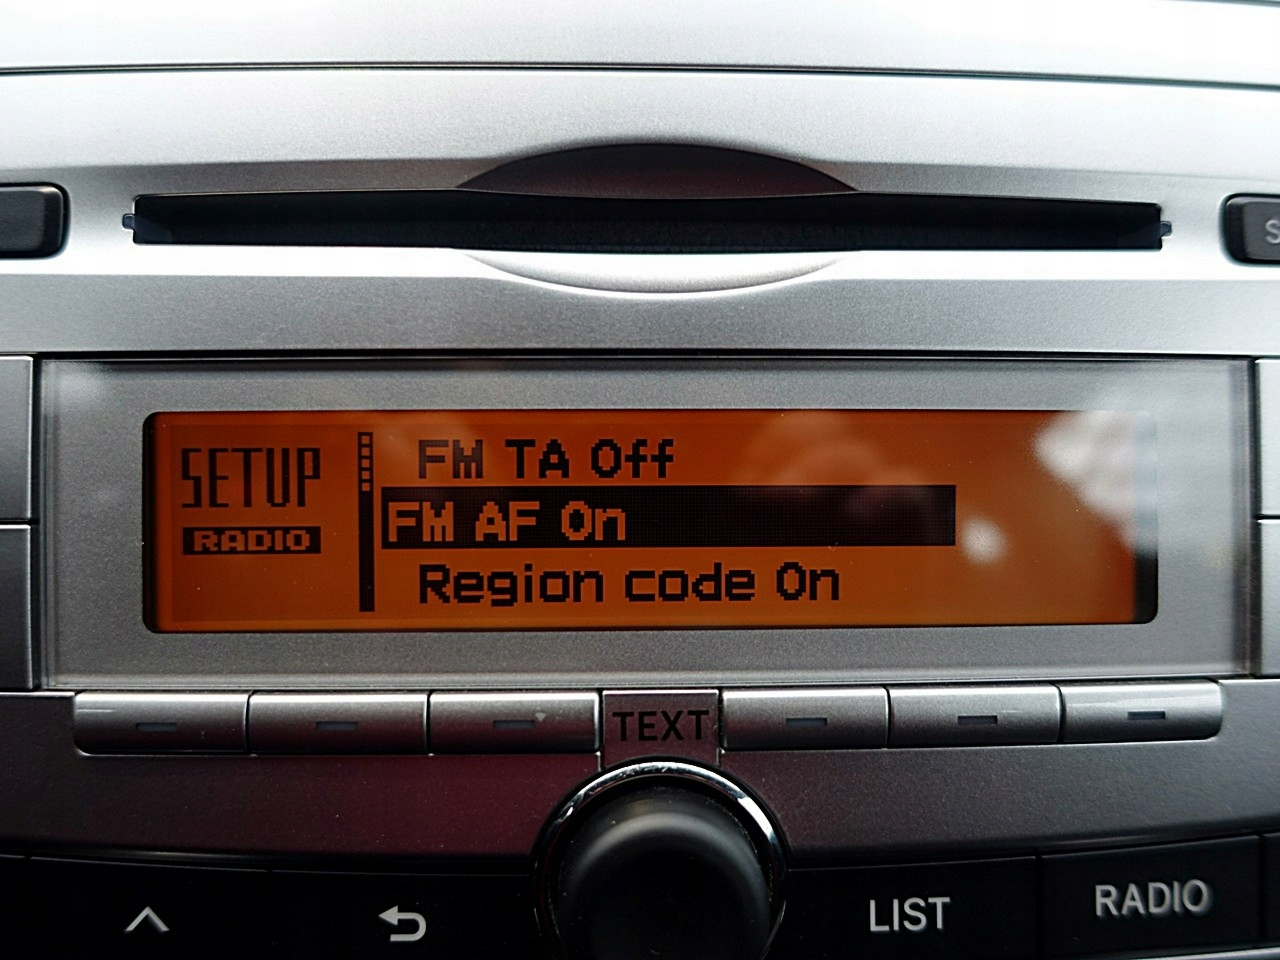 S
SETUP
RADIO
FM TA Off
FM AF On
Region code On
TEXT
LIST
RADIO